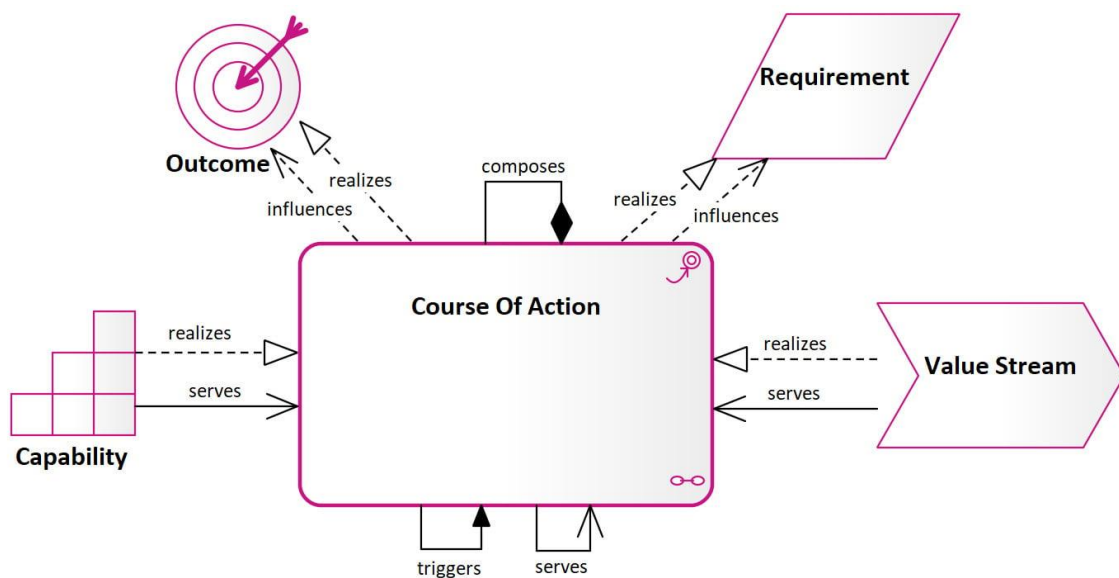 Requirement
Outcome
composes
realizes
realizes
influences
influences
Course Of Action
realizes
realizes
Value Stream
serves
serves
Capability
triggers
serves